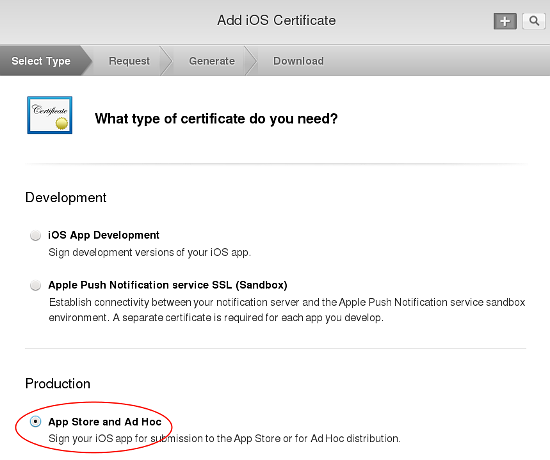 Add iOS Certificate
Select Type
Request
Generate
Download
Certificate
What type of certificate do you need?
Development
iOS App Development
Sign development versions of your iOS app.
Apple Push Notification service SSL (Sandbox)
Establish connectivity between your notification server and the Apple Push Notification service sandbox
environment. A separate certificate is required for each app you develop.
Production
App Store and Ad Hoc
Sign your iOS app for submission to the App Store or for Ad Hoc distribution.